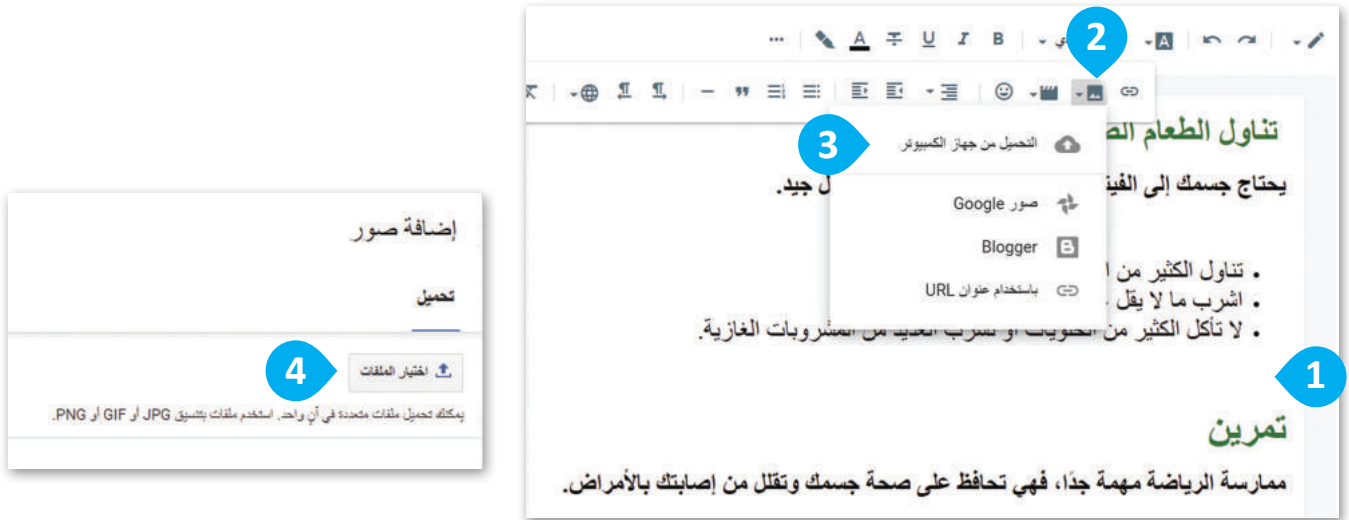 2
تناول الطعام
التحميل من جهاز الكمبيوتر
3
يحتاج جسمك إلى جيد.
صور Google
Blogger
باستخدام عنوان URL
• تناول الكثير من
• اشرب ما لا يقل
• لا تأكل الكثير من الحلويات أو تشرب العديد من المشروبات الغازية.
1
تمرين
ممارسة الرياضة مهمة جدًا، فهي تحافظ على صحة جسمك وتقلل من إصابتك بالأمراض.
إضافة صور
تحميل
اختيار الملفات
4
يمكنك تحميل ملفات متعددة في آنٍ واحد. استخدم ملفات بتنسيق JPG أو GIF أو PNG.